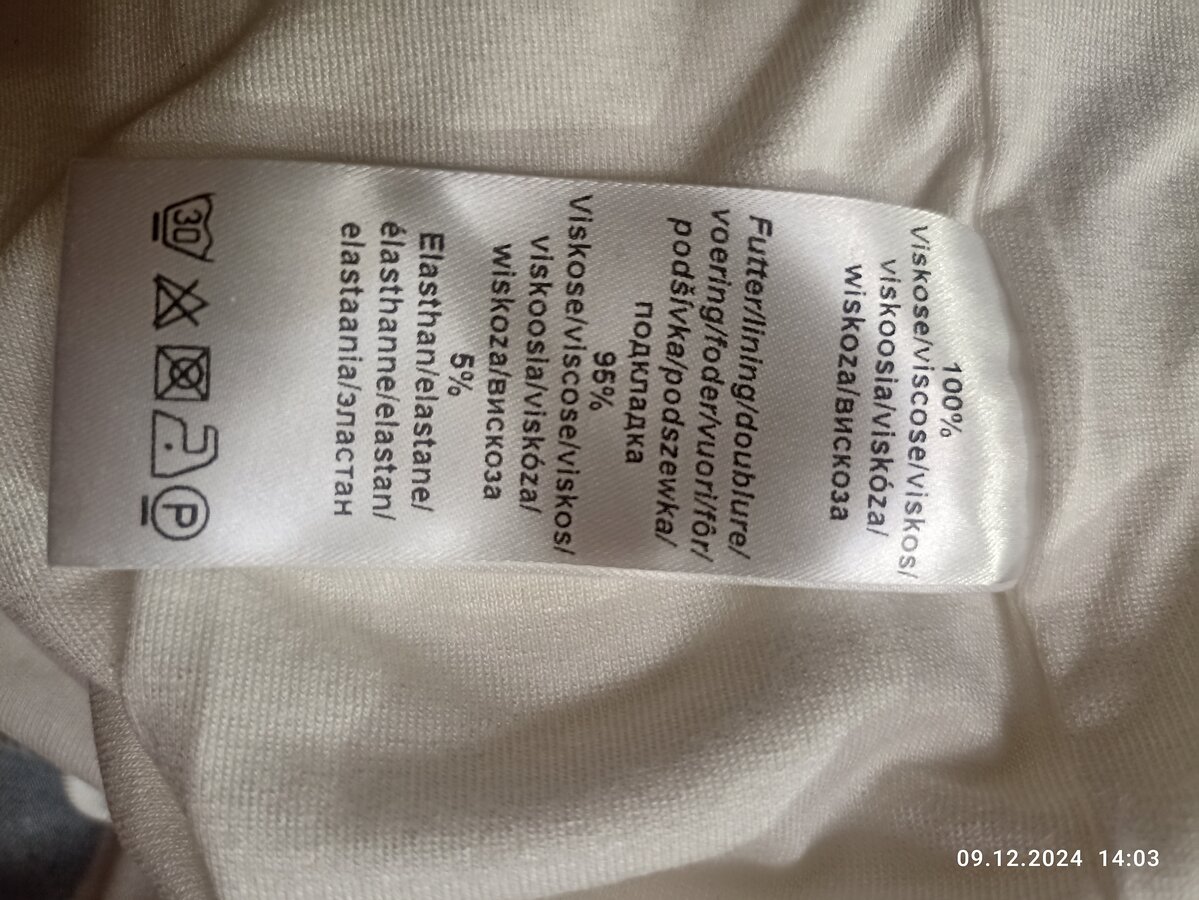 100%
Viskose/viscose/viskos/
viskoosia/viskóza/
wiskoza/вискоза
Futter/lining/doublure/
voering/foder/vuori/fôr/
podšívka/podszewka/
подкладка
95%
Viskose/viscose/viskos/
viskoosia/viskóza/
wiskoza/вискоза
5%
Elasthan/elastane/
élasthanne/elastan/
elastaania/эластан
30 P
09.12.2024 14:03